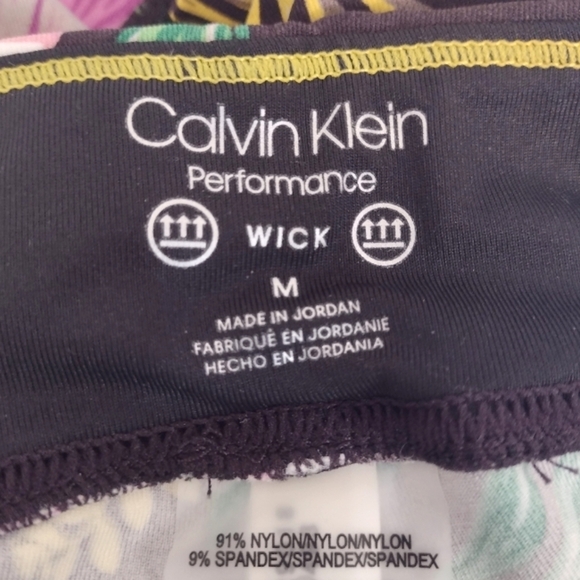 Calvin Klein
Performance
WICK
M
MADE IN JORDAN
FABRIQUÉ EN JORDANIE
HECHO EN JORDANIA
91% NYLON/NYLON/NYLON
9% SPANDEX/SPANDEX/SPANDEX